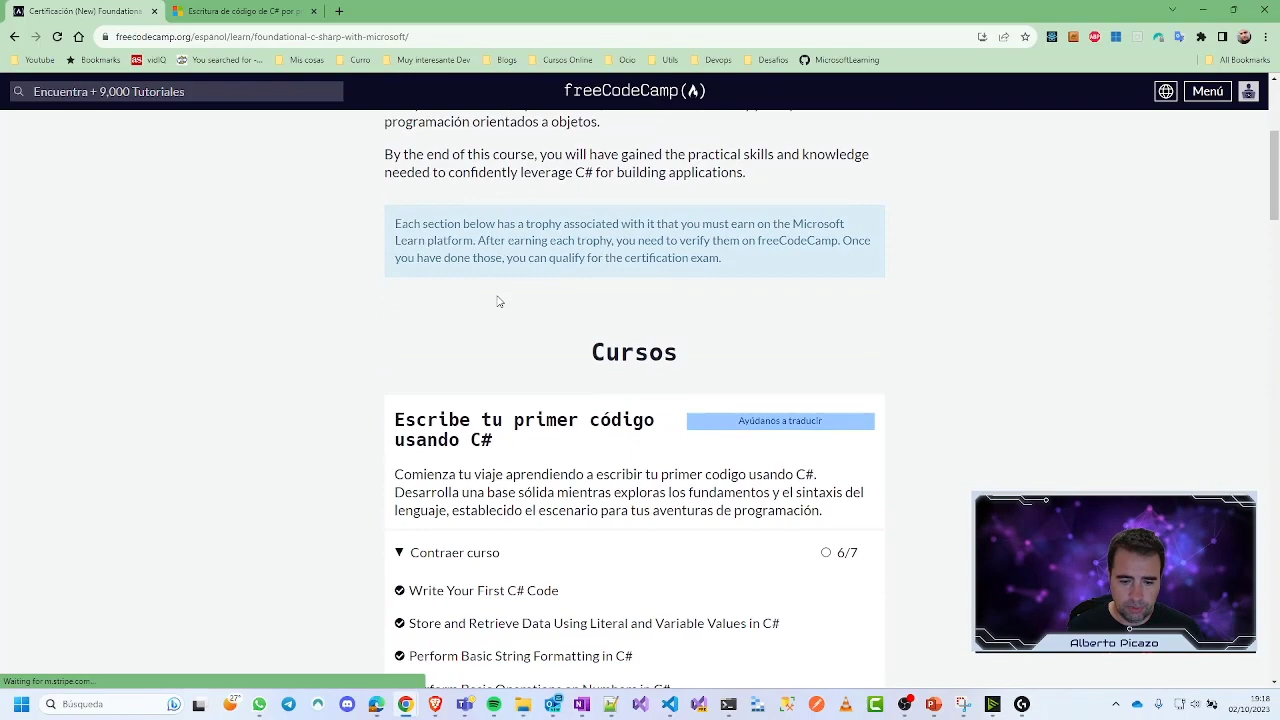 Certificación (New) Foundations
Escritura de código de C# por p
freecodecamp.org/espanol/learn/foundational-c-sharp-with-microsoft/
Youtube
Bookmarks
vidIQ
You searched for -...
Mis cosas
Curro
Muy interesante Dev
Blogs
Cursos Online
Ocio
Utils
Devops
Desafios
MicrosoftLearning
All Bookmarks
Encuentra + 9,000 Tutoriales
freeCodeCamp
Menú
programación orientados a objetos.
By the end of this course, you will have gained the practical skills and knowledge
needed to confidently leverage C# for building applications.
Each section below has a trophy associated with it that you must earn on the Microsoft
Learn platform. After earning each trophy, you need to verify them on freeCodeCamp. Once
you have done those, you can qualify for the certification exam.
Cursos
Escribe tu primer código
usando C#
Ayúdanos a traducir
Comienza tu viaje aprendiendo a escribir tu primer codigo usando C#.
Desarrolla una base sólida mientras exploras los fundamentos y el sintaxis del
lenguaje, establecido el escenario para tus aventuras de programación.
Contraer curso
6/7
Write Your First C# Code
Store and Retrieve Data Using Literal and Variable Values in C#
Perform Basic String Formatting in C#
Alberto Picazo
Waiting for m.stripe.com...
Búsqueda
27°
19:18
02/10/2023